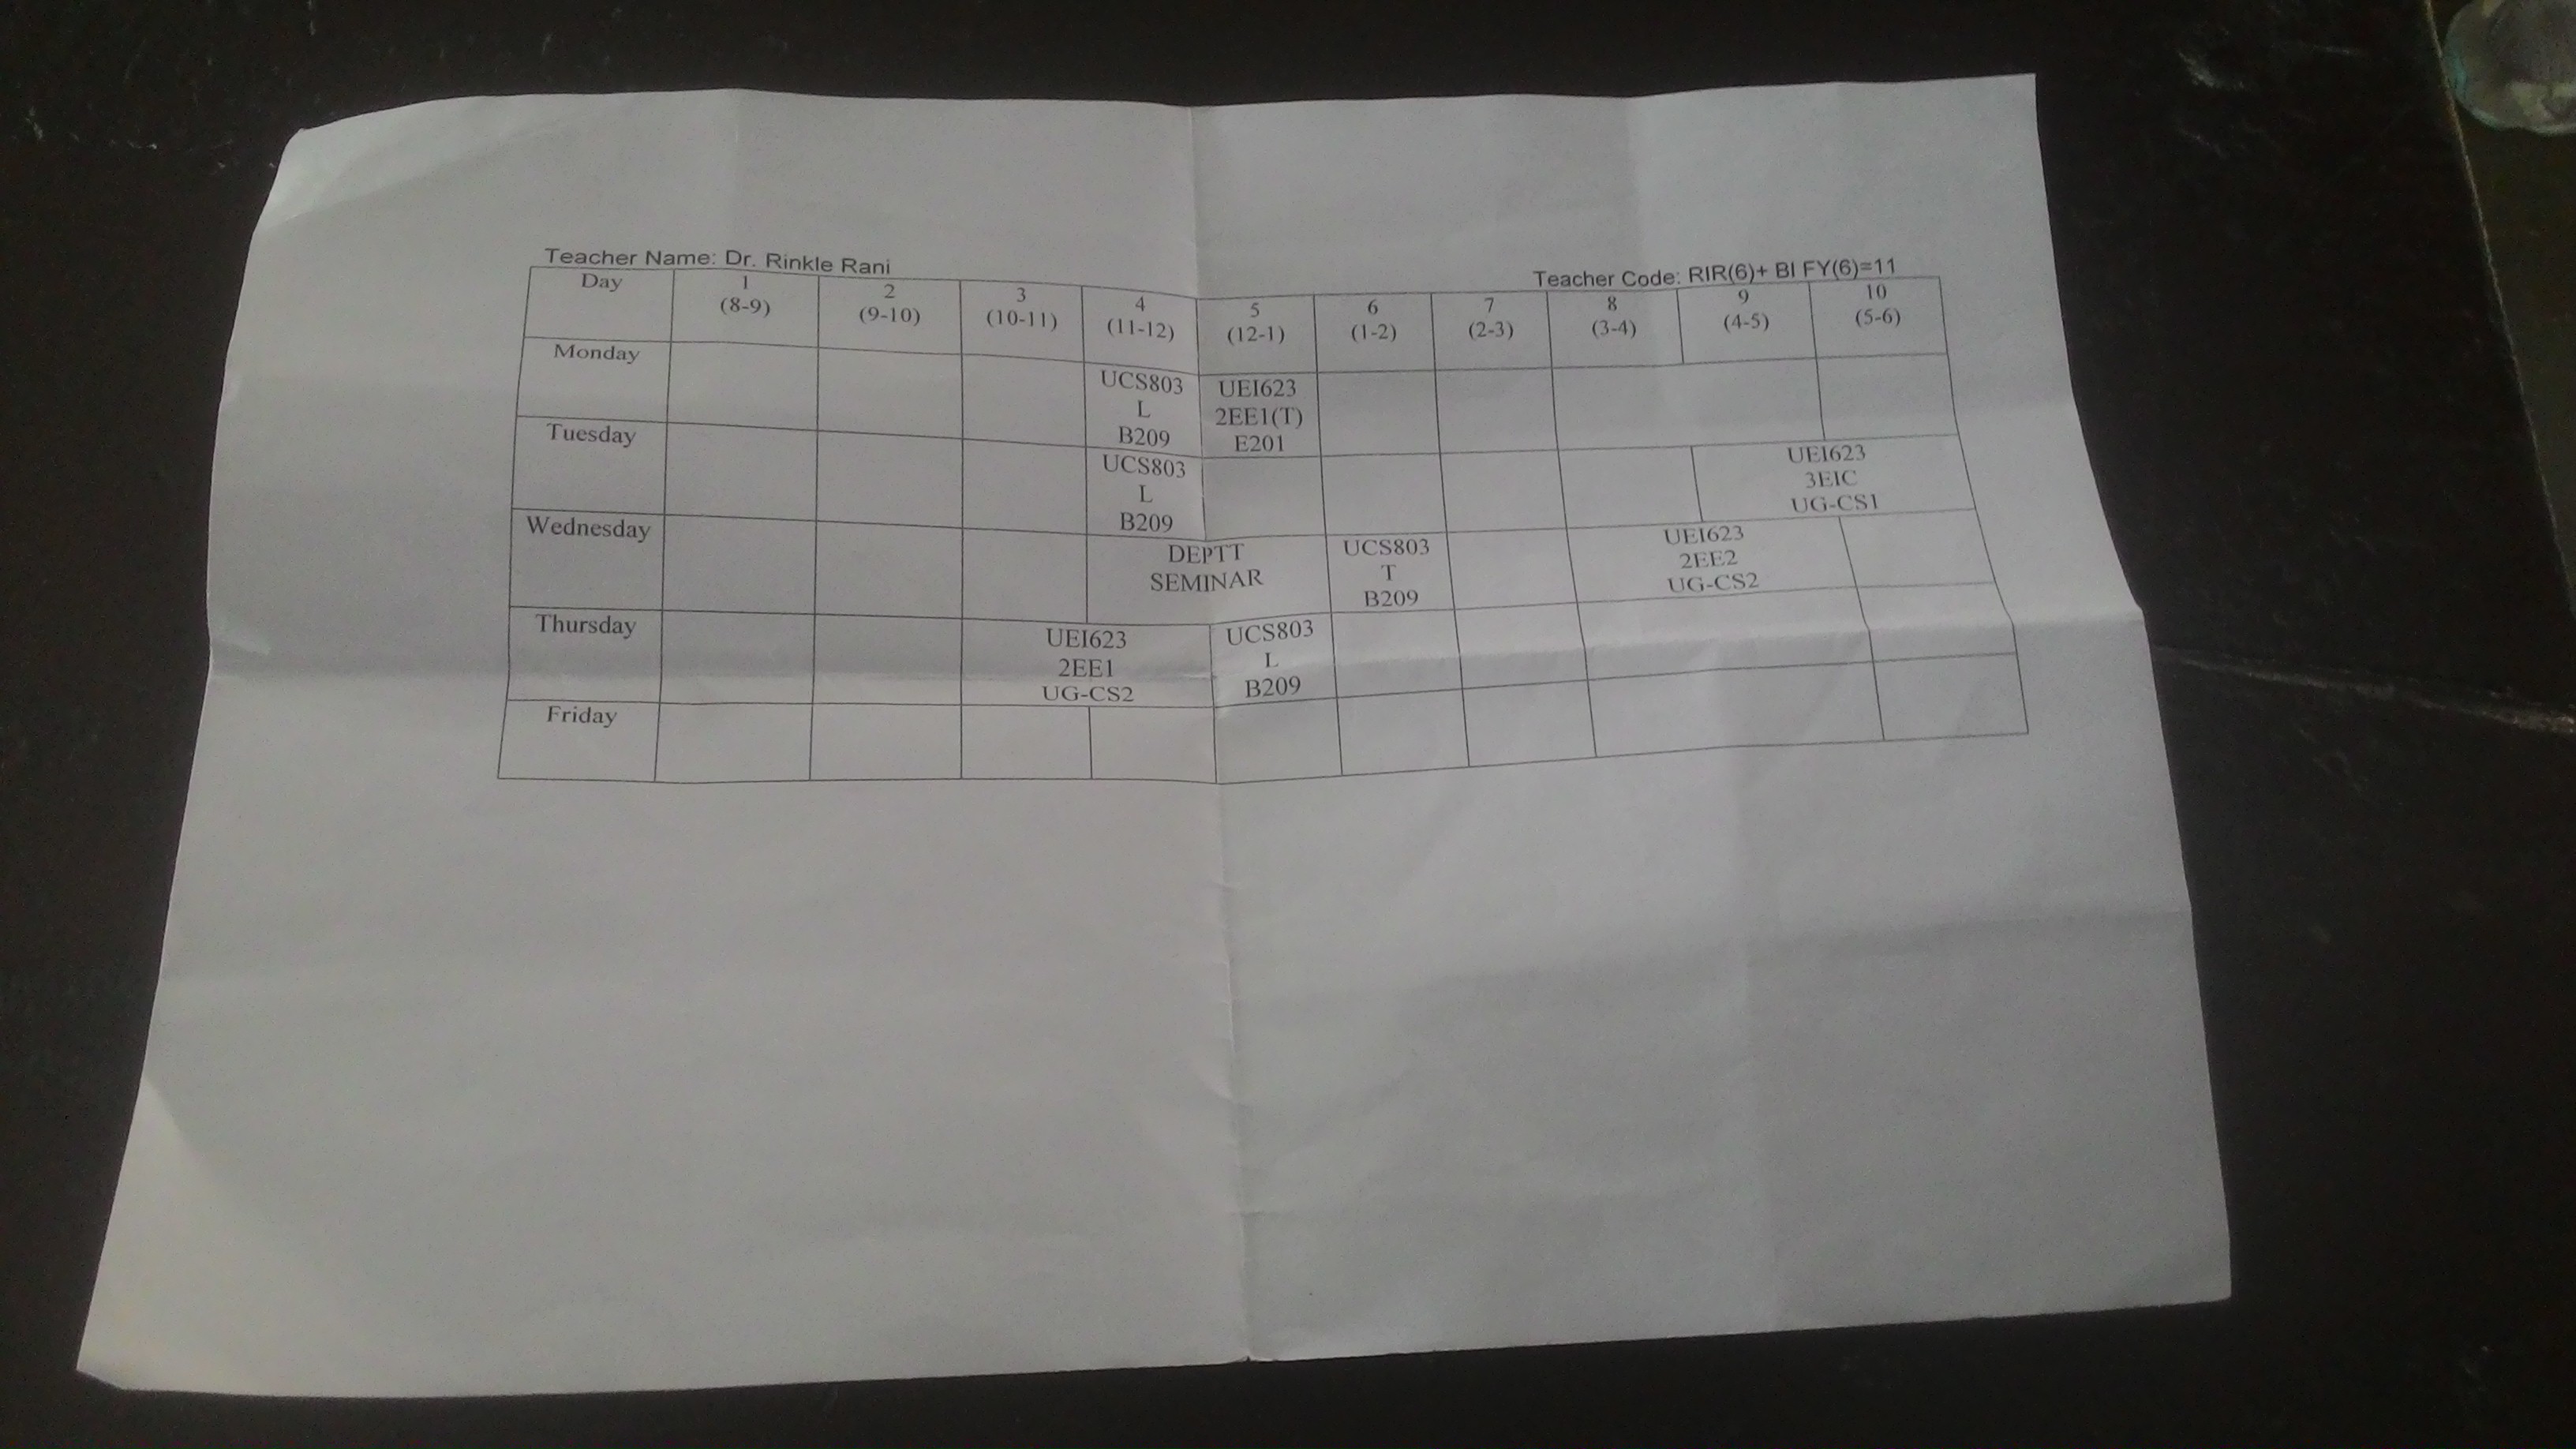 Teacher Name: Dr. Rinkle Rani
Teacher Code: RIR(6)+ BI FY(6)=11
Day 1 2 3 4 5 6 7 8 9 10
(8-9) (9-10) (10-11) (11-12) (12-1) (1-2) (2-3) (3-4) (4-5) (5-6)
Monday
UCS803 UEI623
L 2EE1(T)
B209 E201
Tuesday
UCS803 UEI623
L 3EIC
B209 UG-CS1
Wednesday
DEPTT UCS803 UEI623
SEMINAR T 2EE2
B209 UG-CS2
Thursday
UEI623 UCS803
2EE1 L
UG-CS2 B209
Friday